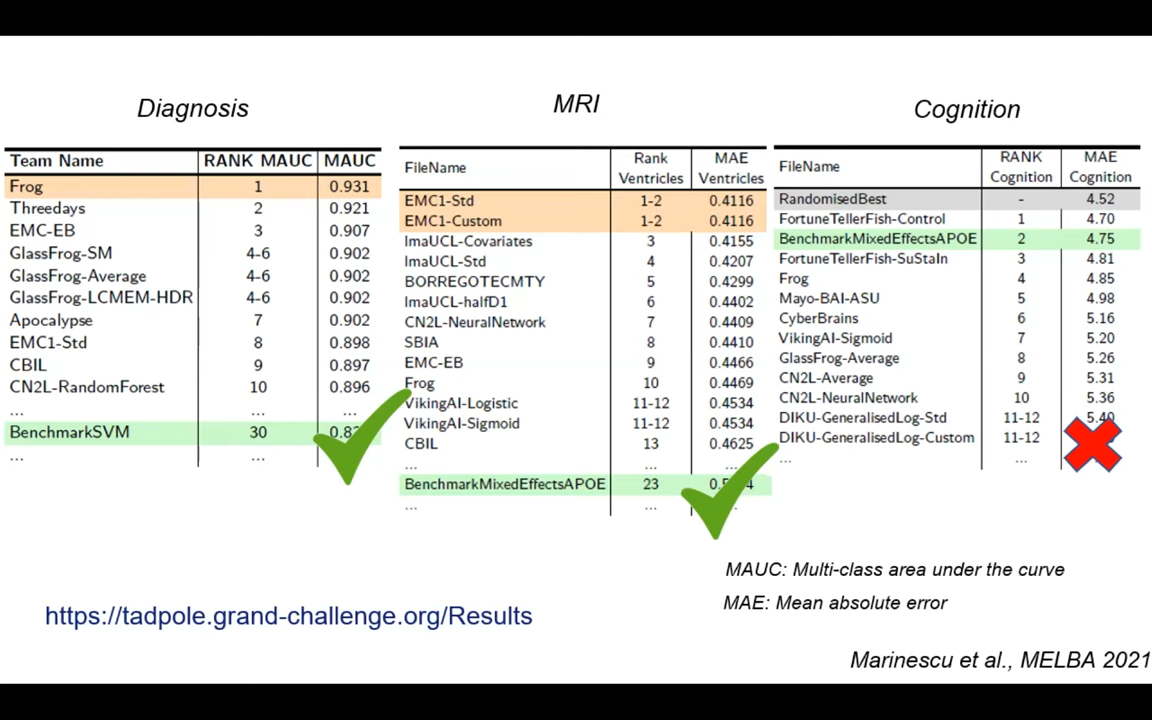 Diagnosis
Team Name RANK MAUC MAUC
Frog 1 0.931
Threedays 2 0.921
EMC-EB 3 0.907
GlassFrog-SM 4-6 0.902
GlassFrog-Average 4-6 0.902
GlassFrog-LCMEM-HDR 4-6 0.902
Apocalypse 7 0.902
EMC1-Std 8 0.898
CBIL 9 0.897
CN2L-RandomForest 10 0.896
... ... ...
BenchmarkSVM 30
...
MRI
FileName Rank Ventricles MAE Ventricles
EMC1-Std 1-2 0.4116
EMC1-Custom 1-2 0.4116
ImaUCL-Covariates 3 0.4155
ImaUCL-Std 4 0.4207
BORREGOTECMTY 5 0.4299
ImaUCL-halfD1 6 0.4402
CN2L-NeuralNetwork 7 0.4409
SBIA 8 0.4410
EMC-EB 9 0.4466
Frog 10 0.4469
VikingAI-Logistic 11-12 0.4534
VikingAI-Sigmoid 11-12 0.4534
CBIL 13 0.4625
... ... ...
BenchmarkMixedEffectsAPOE 23
... ... ...
Cognition
FileName RANK Cognition MAE Cognition
RandomisedBest - 4.52
FortuneTellerFish-Control 1 4.70
BenchmarkMixedEffectsAPOE 2 4.75
FortuneTellerFish-SuStaIn 3 4.81
Frog 4 4.85
Mayo-BAI-ASU 5 4.98
CyberBrains 6 5.16
VikingAI-Sigmoid 7 5.20
GlassFrog-Average 8 5.26
CN2L-Average 9 5.31
CN2L-NeuralNetwork 10 5.36
DIKU-GeneralisedLog-Std 11-12 5.40
DIKU-GeneralisedLog-Custom 11-12
... ...
MAUC: Multi-class area under the curve
MAE: Mean absolute error
https://tadpole.grand-challenge.org/Results
Marinescu et al., MELBA 2021